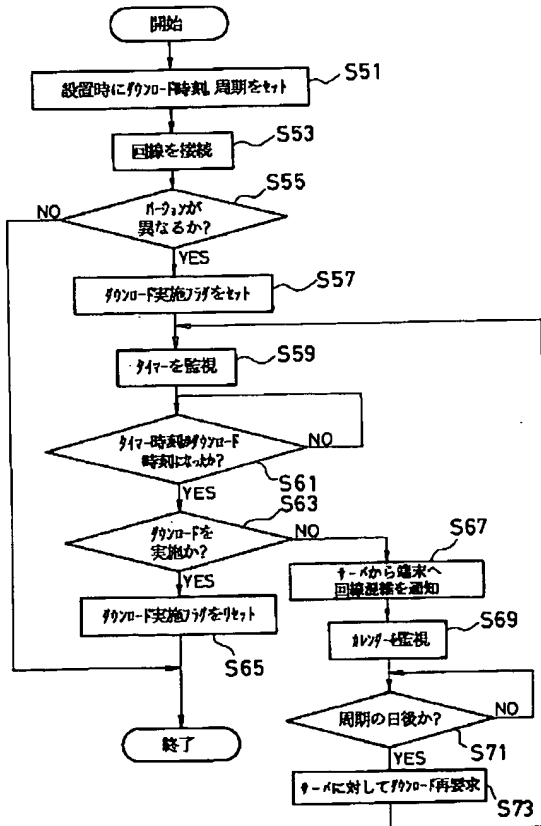 開始
設置時にダウンロード時刻,周期をセット
S51
回線を接続
S53
バージョンが
異なるか?
S55
NO
YES
ダウンロード実施フラグをセット
S57
タイマーを監視
S59
タイマー時刻がダウンロード
時刻になったか?
NO
S61
YES
ダウンロードを
実施か?
S63
NO
YES
ダウンロード実施フラグをリセット
S65
サーバから端末へ
回線混雑を通知
S67
カレンダーを監視
S69
周期の日後か?
NO
S71
YES
サーバに対してダウンロード再要求
S73
終了